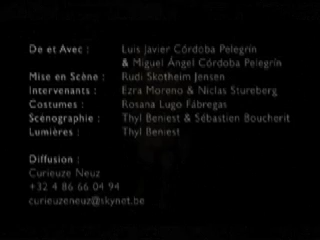 De et Avec : Luis Javier Córdoba Pelegrín
& Miguel Ángel Córdoba Pelegrín
Mise en Scène : Rudi Skotheim Jensen
Intervenants : Ezra Moreno & Niclas Stureberg
Costumes : Rosana Lugo Fábregas
Scénographie : Thyl Beniest & Sébastien Boucherit
Lumières : Thyl Beniest
Diffusion :
Curieuze Neuz
+32 4 86 66 04 94
curieuzeneuz@skynet.be